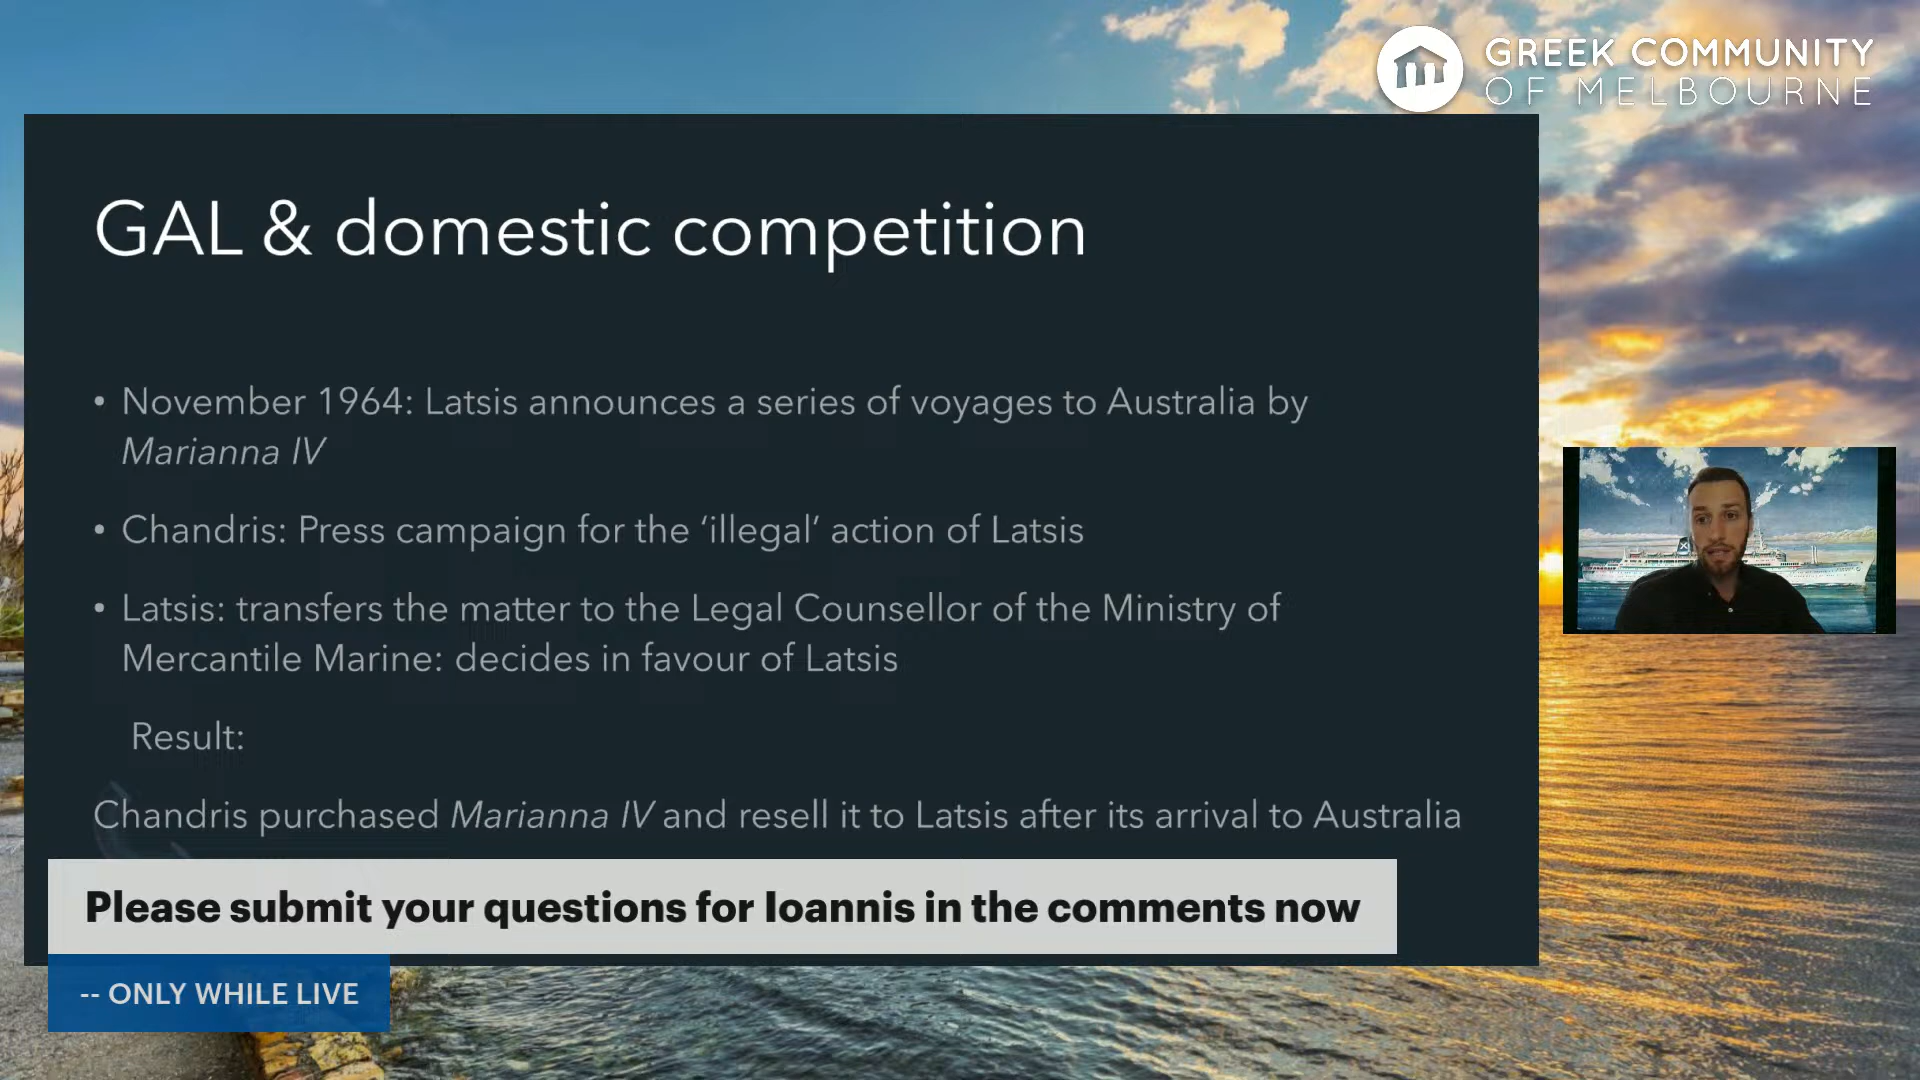 GREEK COMMUNITY
OF MELBOURNE
GAL & domestic competition
• November 1964: Latsis announces a series of voyages to Australia by
Marianna IV
• Chandris: Press campaign for the ‘illegal’ action of Latsis
• Latsis: transfers the matter to the Legal Counsellor of the Ministry of
Mercantile Marine: decides in favour of Latsis
Result:
Chandris purchased Marianna IV and resell it to Latsis after its arrival to Australia
Please submit your questions for Ioannis in the comments now
-- ONLY WHILE LIVE